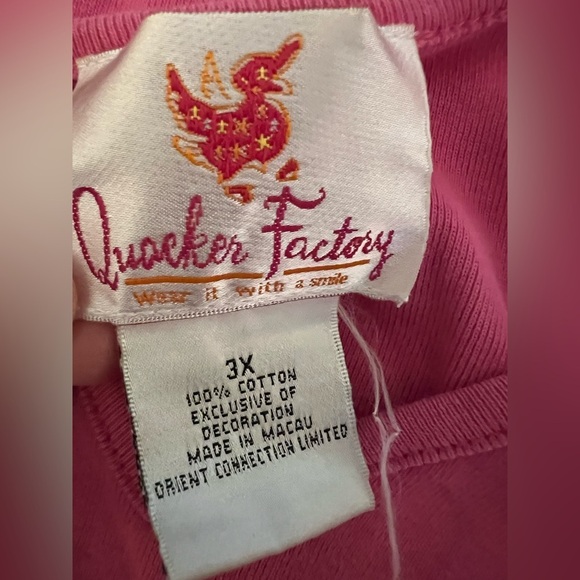 Quacker Factory
Wear it with a smile
3X
100% COTTON
EXCLUSIVE OF
DECORATION
MADE IN MACAU
ORIENT CONNECTION LIMITED